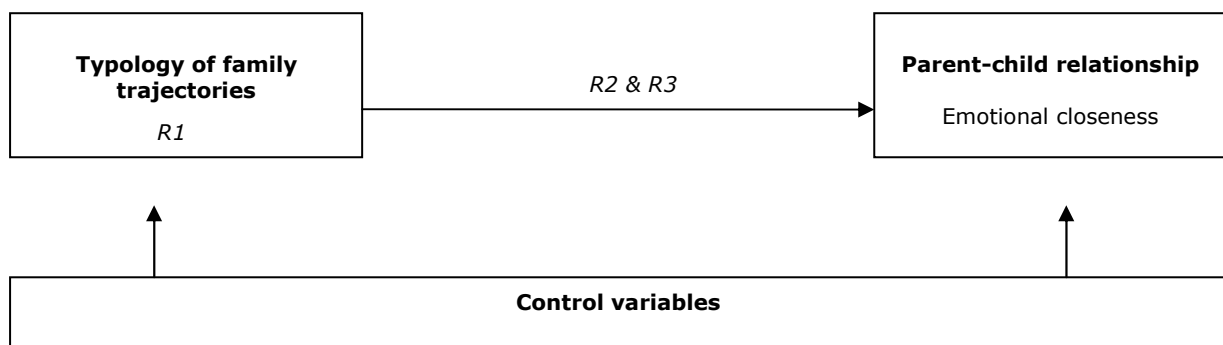 Typology of family
trajectories
R1
R2 & R3
Parent-child relationship
Emotional closeness
Control variables